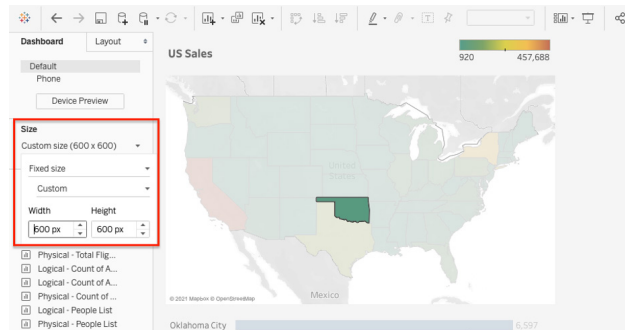 Dashboard
Layout
Default
Phone
Device Preview
Size
Custom size (600 x 600)
Fixed size
Custom
Width
Height
600 px
600 px
Physical - Total Flig...
Logical - Count of A...
Logical - Count of A...
Physical - Count of ...
Logical - People List
Physical - People List
US Sales
920
457,688
United
States
Mexico
© 2021 Mapbox © OpenStreetMap
Oklahoma City
6,597